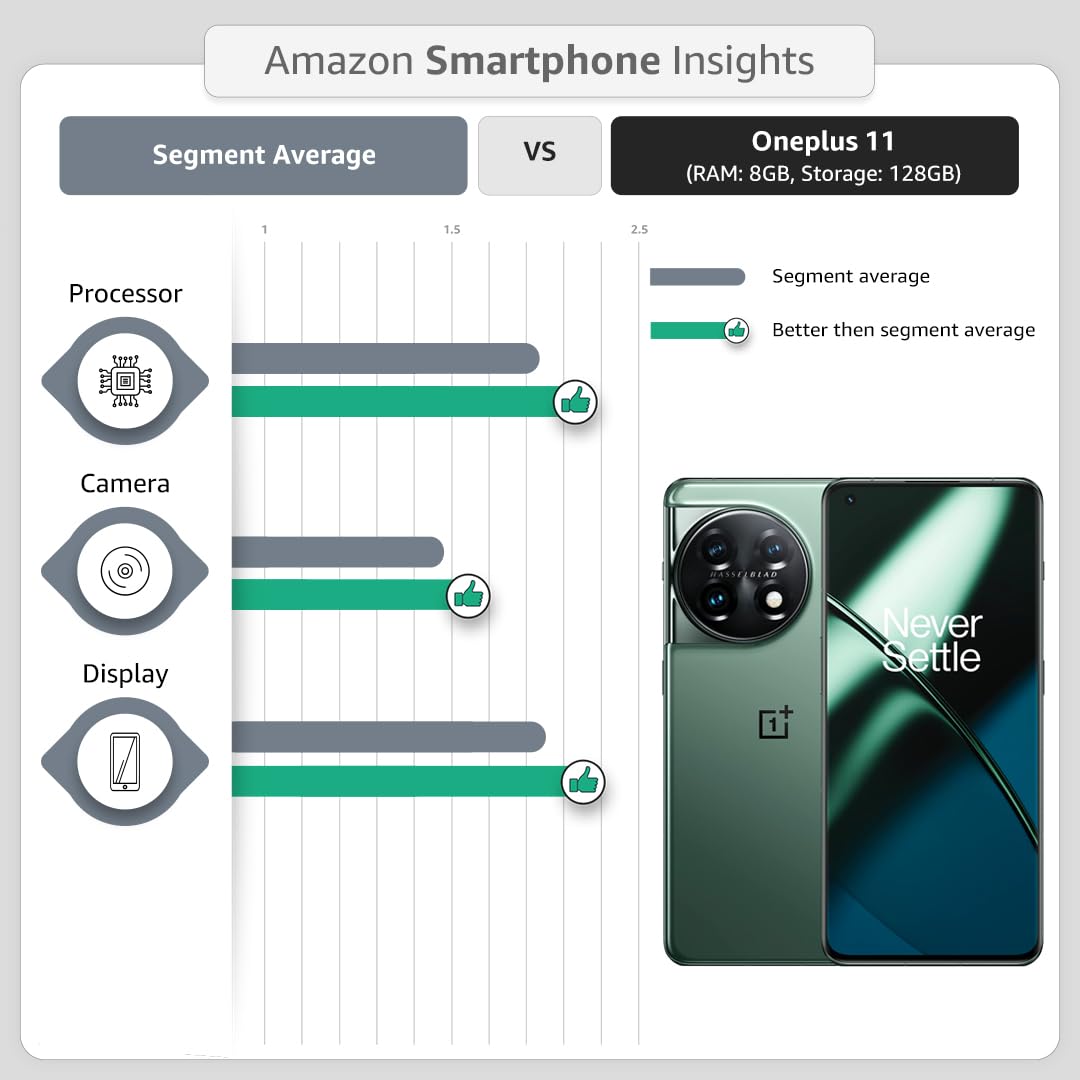 Amazon Smartphone Insights
Segment Average
VS
Oneplus 11
(RAM: 8GB, Storage: 128GB)
1
1.5
2.5
Segment average
Better then segment average
Processor
Camera
Display
HASSELBLAD
Never
Settle
1+